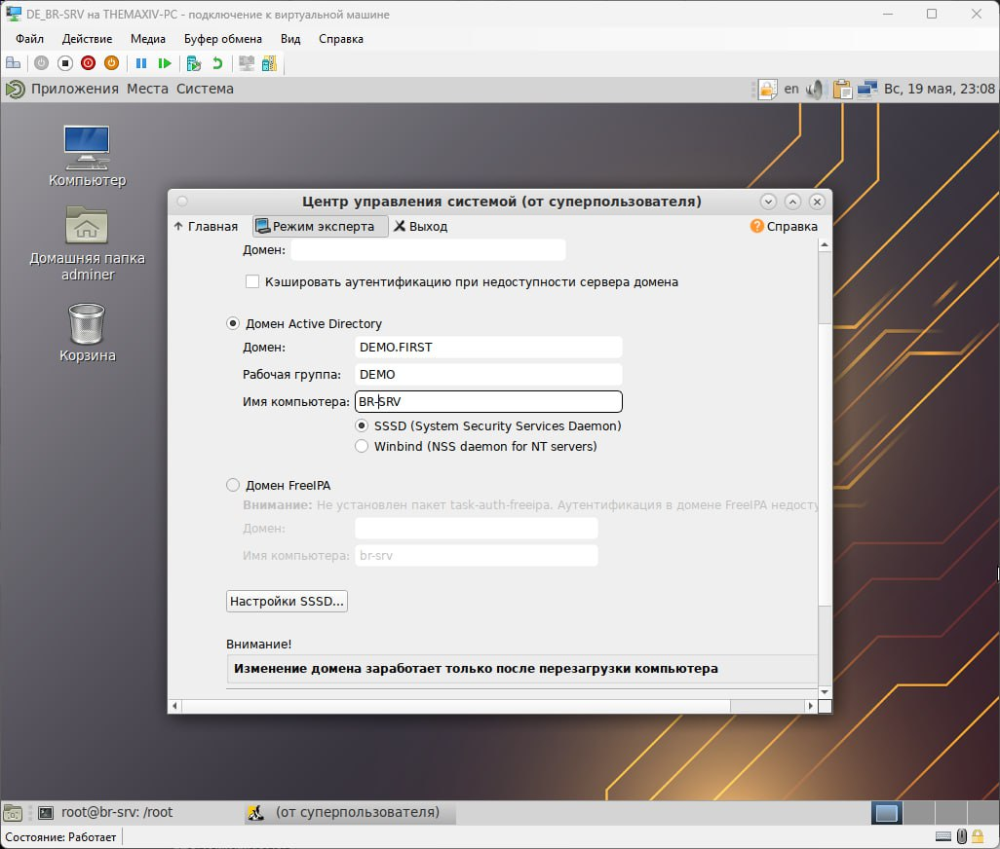 DE_BR-SRV на THEMAXIV-PC - подключение к виртуальной машине
Файл Действие Медиа Буфер обмена Вид Справка
Приложения Места Система en Вс, 19 мая, 23:08
Компьютер
Домашняя папка
adminer
Корзина
Центр управления системой (от суперпользователя)
Главная Режим эксперта Выход Справка
Домен:
Кэшировать аутентификацию при недоступности сервера домена
Домен Active Directory
Домен: DEMO.FIRST
Рабочая группа: DEMO
Имя компьютера: BR-SRV
SSSD (System Security Services Daemon)
Winbind (NSS daemon for NT servers)
Домен FreeIPA
Внимание: Не установлен пакет task-auth-freeipa. Аутентификация в домене FreeIPA недосту
Домен:
Имя компьютера: br-srv
Настройки SSSD...
Внимание!
Изменение домена заработает только после перезагрузки компьютера
root@br-srv: /root (от суперпользователя)
Состояние: Работает